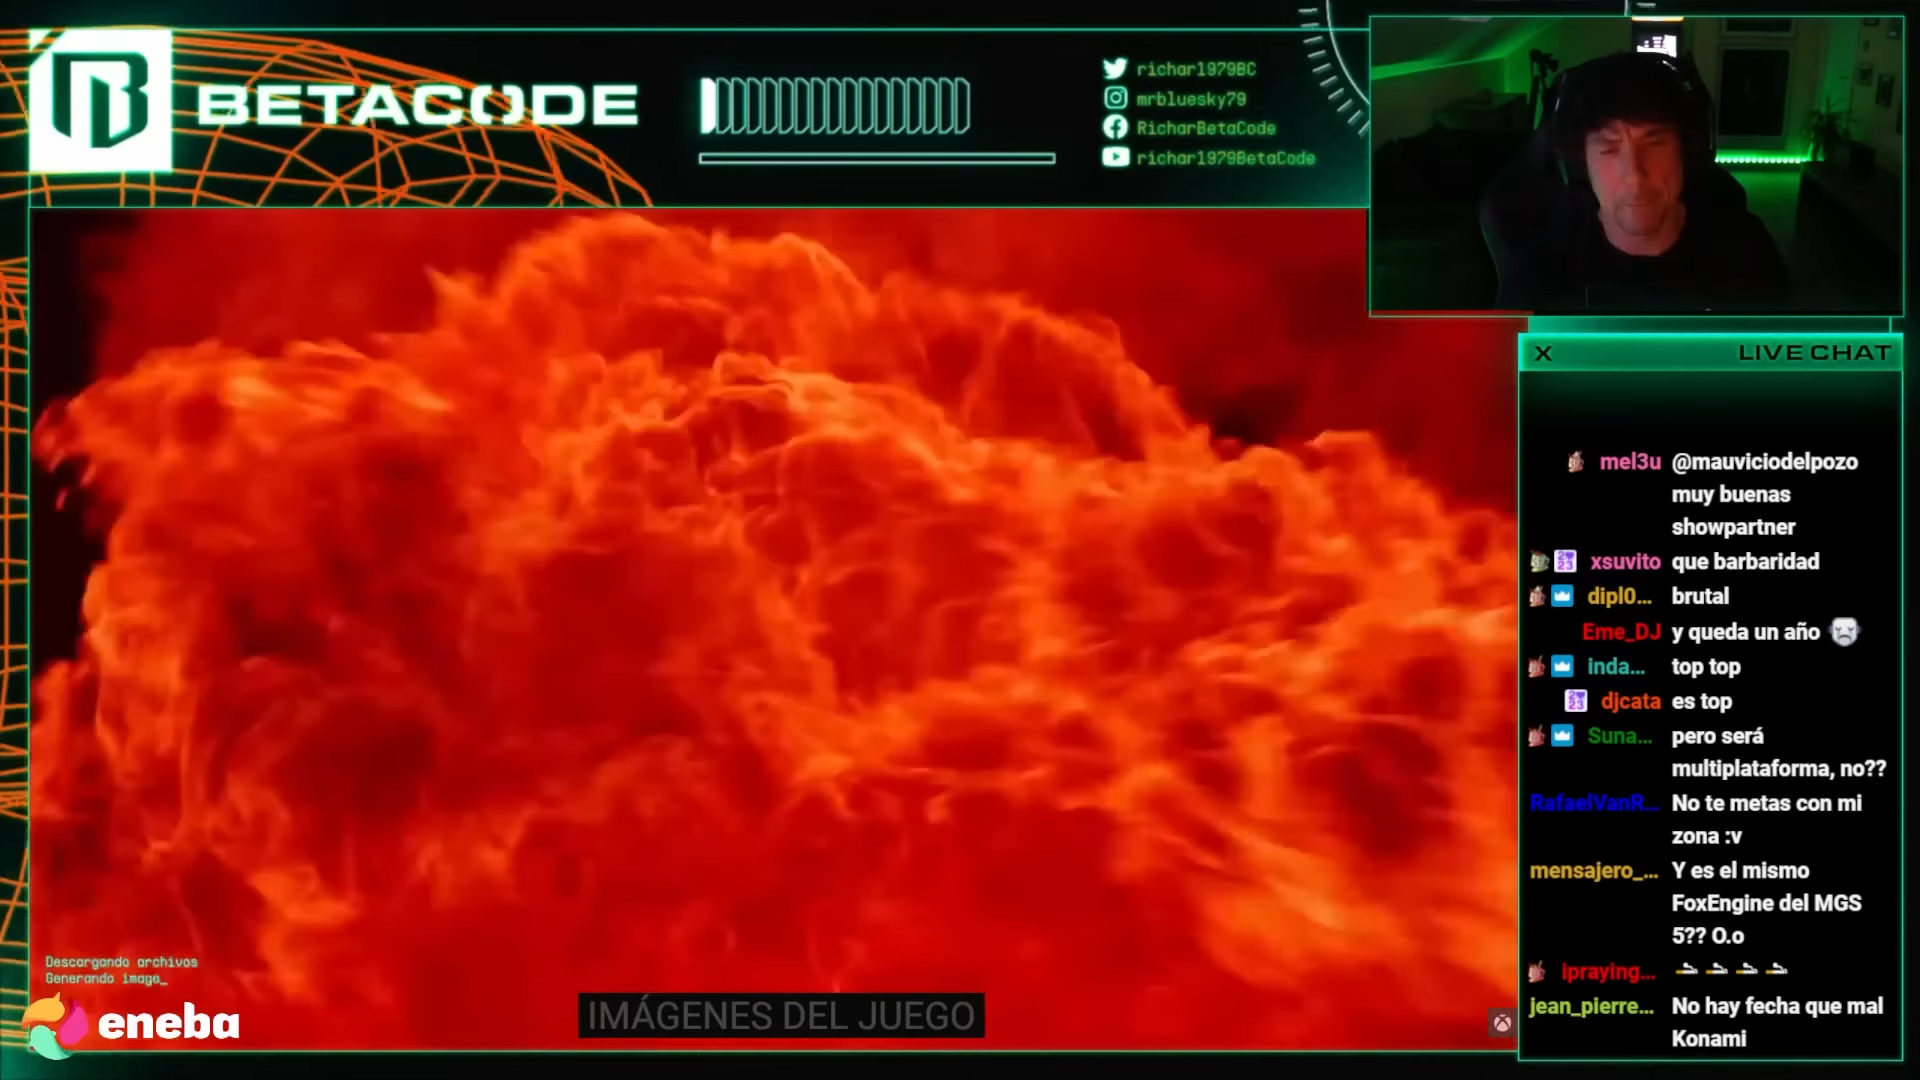 BETACODE
richar1979BC
mrbluesky79
RicharBetaCode
richar1979BetaCode
X LIVE CHAT
mel3u @mauviciodelpozo
muy buenas
showpartner
xsuvito que barbaridad
dipl0... brutal
Eme_DJ y queda un año
inda... top top
djcata es top
Suna... pero será
multiplataforma, no??
RafaelVanR... No te metas con mi
zona :v
mensajero_... Y es el mismo
FoxEngine del MGS
5?? O.o
ipraying...
jean_pierre... No hay fecha que mal
Konami
Descargando archivos
Generando image_
eneba
IMÁGENES DEL JUEGO